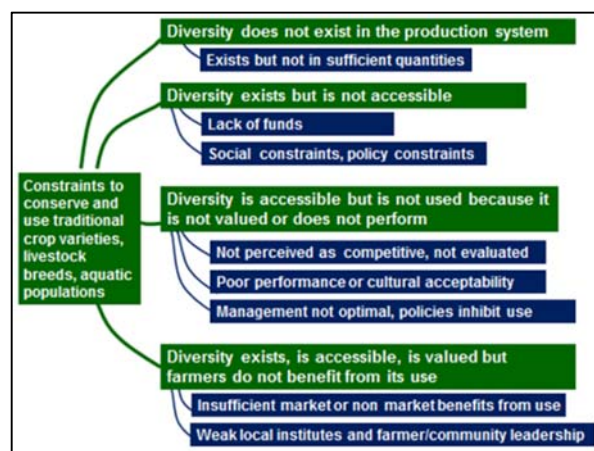 Diversity does not exist in the production system
Exists but not in sufficient quantities
Diversity exists but is not accessible
Lack of funds
Social constraints, policy constraints
Constraints to
conserve and
use traditional
crop varieties,
livestock
breeds, aquatic
populations
Diversity is accessible but is not used because it
is not valued or does not perform
Not perceived as competitive, not evaluated
Poor performance or cultural acceptability
Management not optimal, policies inhibit use
Diversity exists, is accessible, is valued but
farmers do not benefit from its use
Insufficient market or non market benefits from use
Weak local institutes and farmer/community leadership